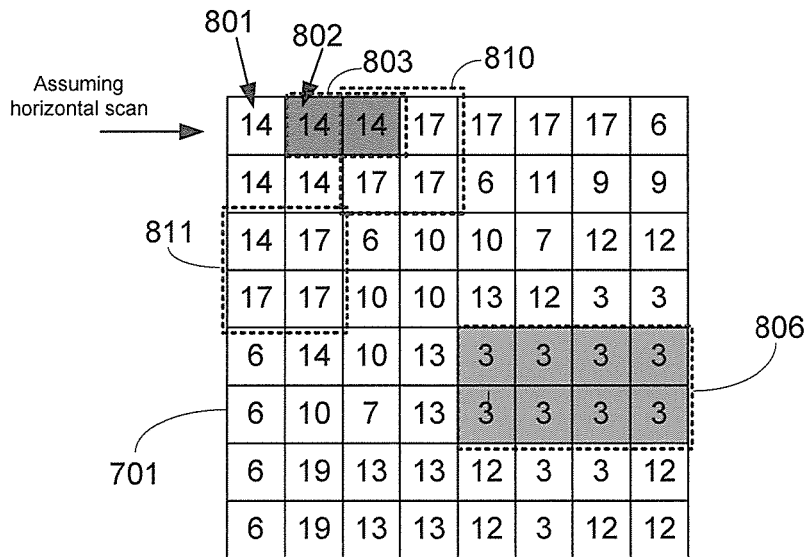 801
802
803
810
Assuming
horizontal scan
14 14 14 17 17 17 17 6
14 14 17 17 6 11 9 9
811
14 17 6 10 10 7 12 12
17 17 10 10 13 12 3 3
806
6 14 10 13 3 3 3 3
6 10 7 13 3 3 3 3
701
6 19 13 13 12 3 3 12
6 19 13 13 12 3 12 12